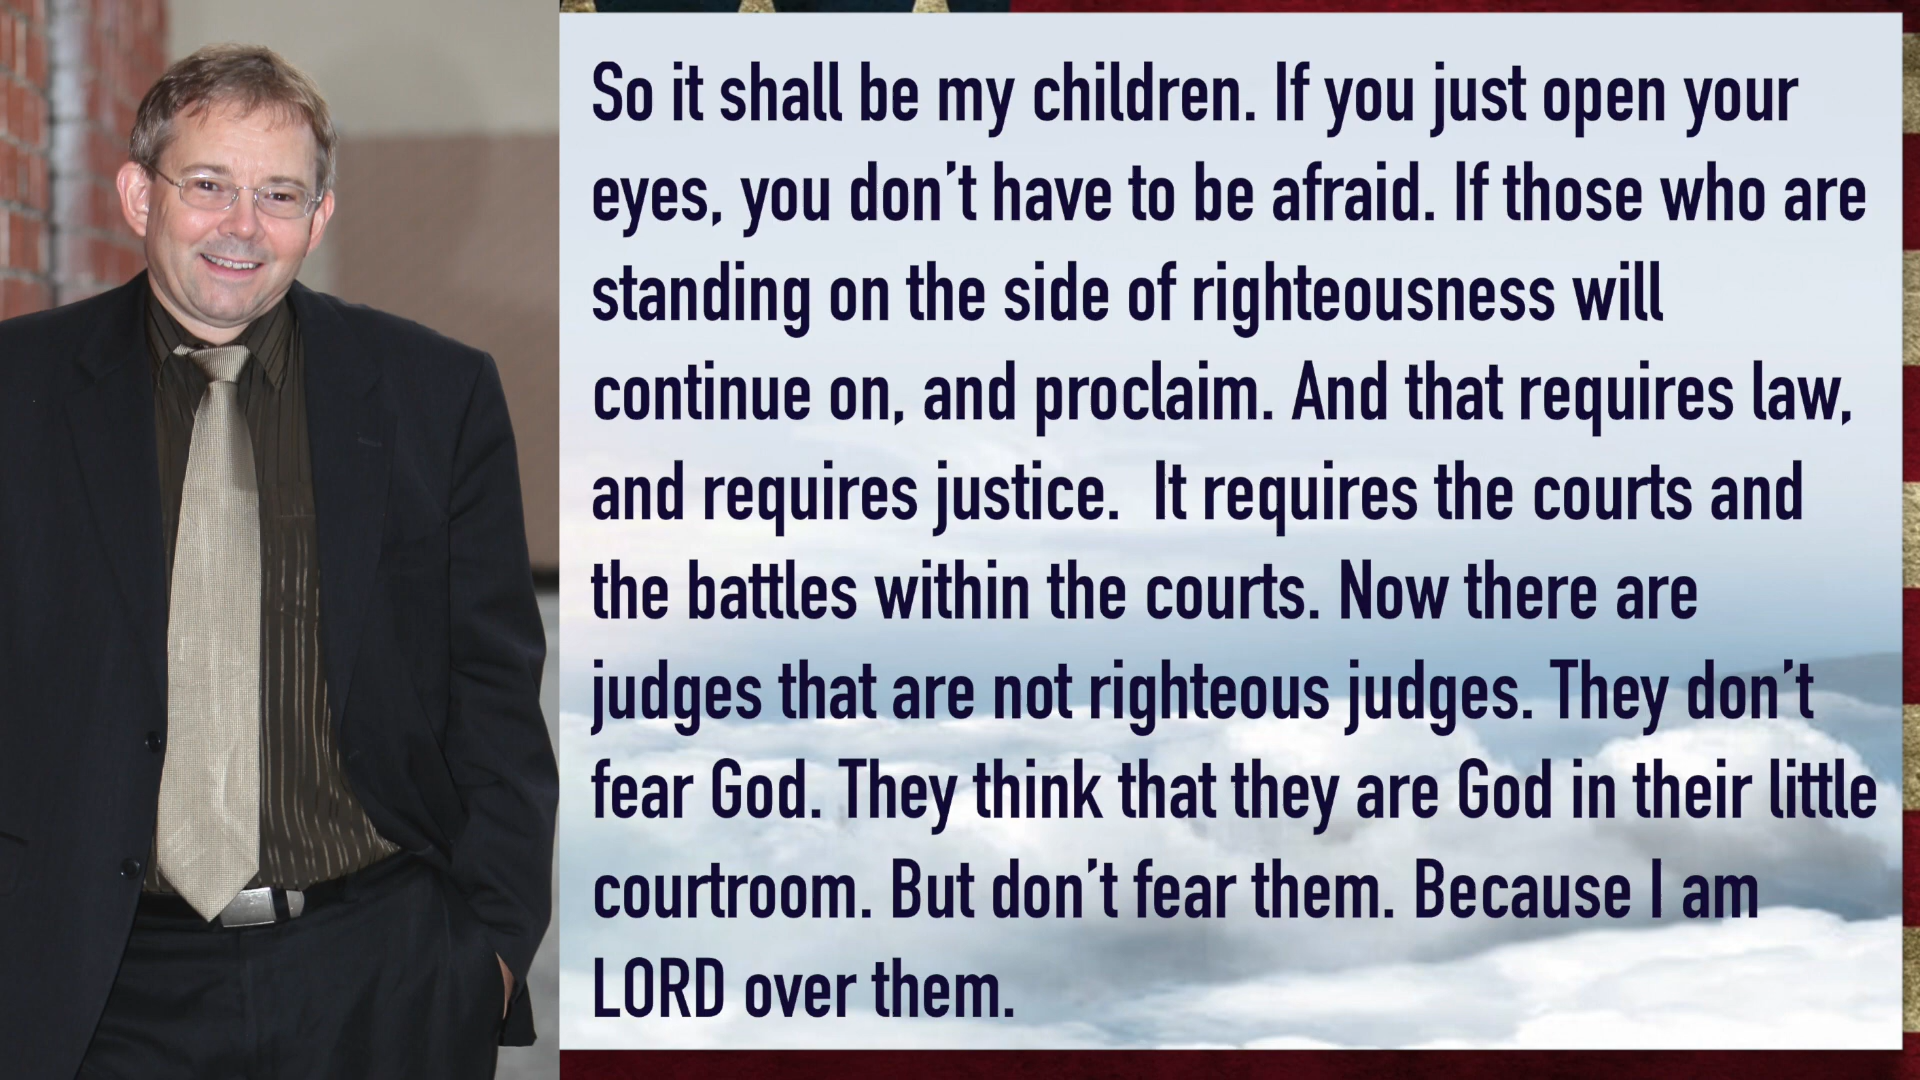 So it shall be my children. If you just open your
eyes, you don't have to be afraid. If those who are
standing on the side of righteousness will
continue on, and proclaim. And that requires law,
and requires justice.  It requires the courts and
the battles within the courts. Now there are
judges that are not righteous judges. They don't
fear God. They think that they are God in their little
courtroom. But don't fear them. Because I am
LORD over them.